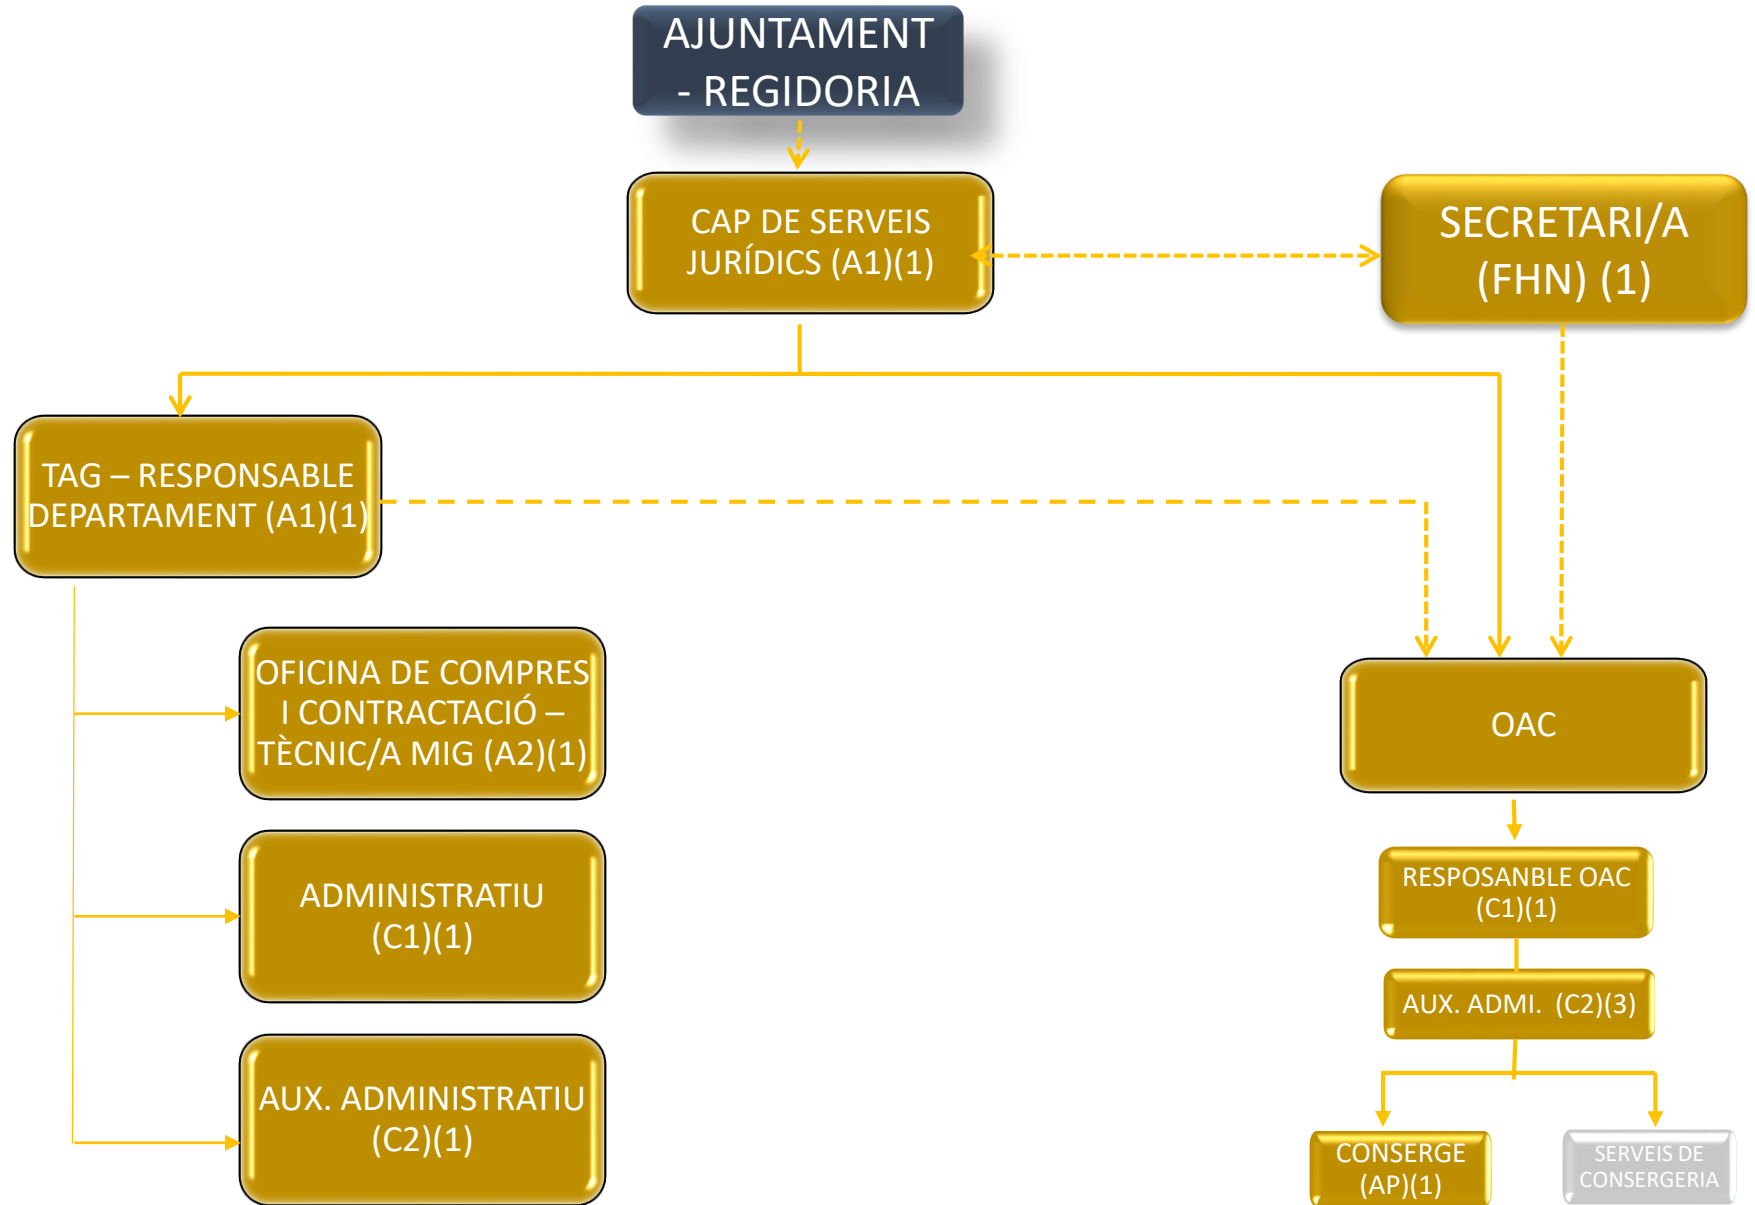 AJUNTAMENT
- REGIDORIA
CAP DE SERVEIS
JURÍDICS (A1)(1)
SECRETARI/A
(FHN) (1)
TAG – RESPONSABLE
DEPARTAMENT (A1)(1)
OFICINA DE COMPRES
I CONTRACTACIÓ –
TÈCNIC/A MIG (A2)(1)
ADMINISTRATIU
(C1)(1)
AUX. ADMINISTRATIU
(C2)(1)
OAC
RESPOSANBLE OAC
(C1)(1)
AUX. ADMI. (C2)(3)
CONSERGE
(AP)(1)
SERVEIS DE
CONSERGERIA